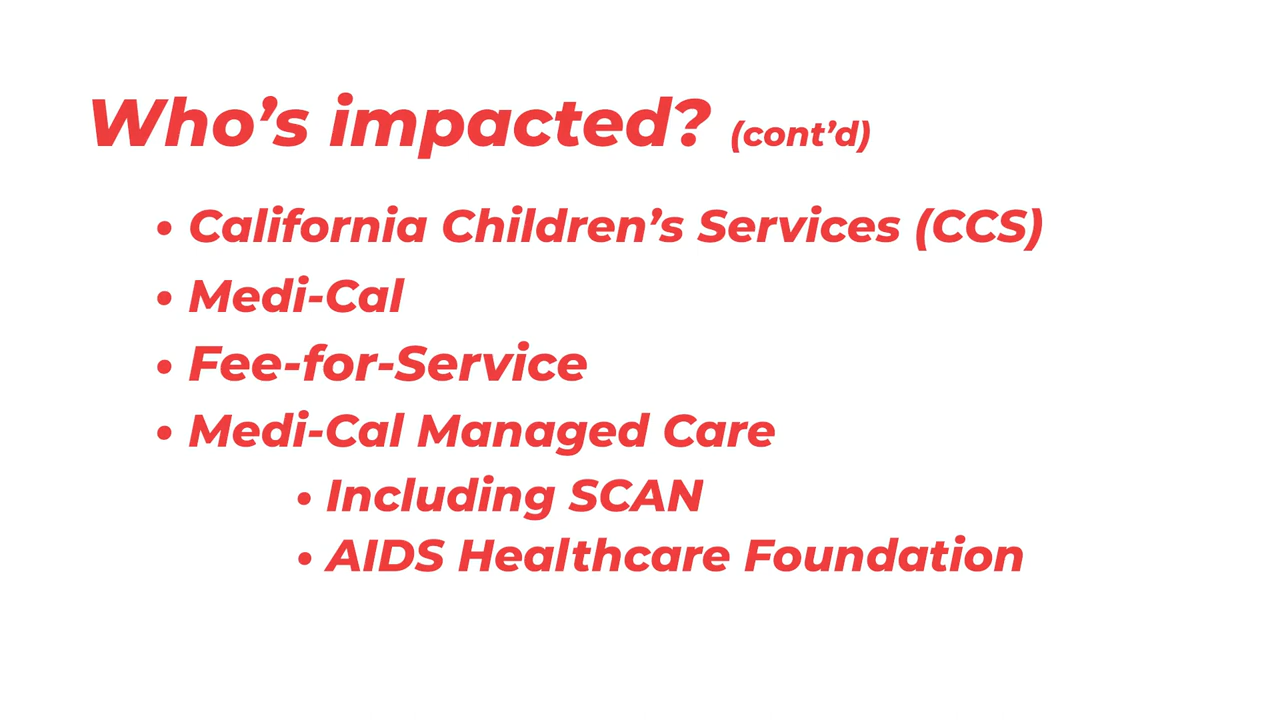 Who’s impacted? (cont’d)
• California Children’s Services (CCS)
• Medi-Cal
• Fee-for-Service
• Medi-Cal Managed Care
• Including SCAN
• AIDS Healthcare Foundation